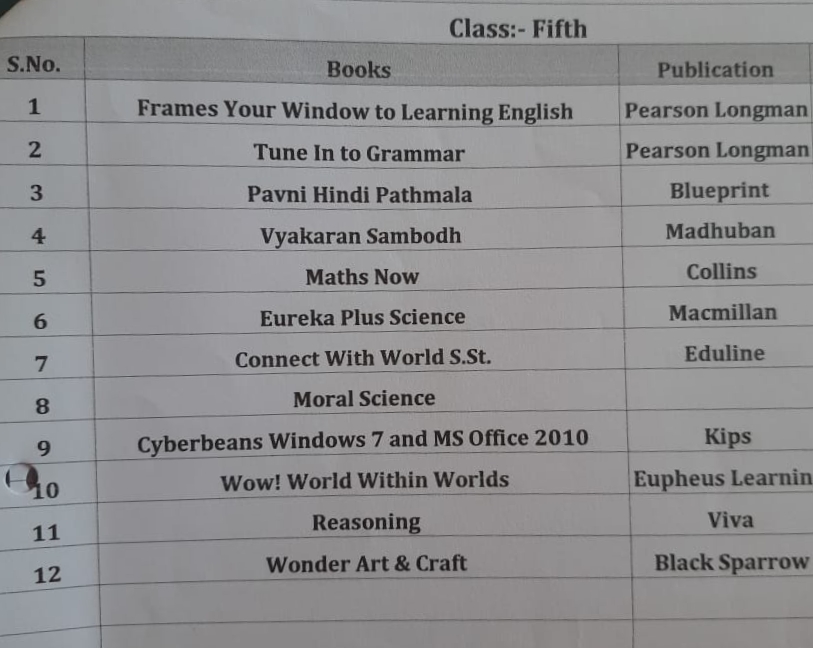 Class:- Fifth
S.No. Books Publication
1 Frames Your Window to Learning English Pearson Longman
2 Tune In to Grammar Pearson Longman
3 Pavni Hindi Pathmala Blueprint
4 Vyakaran Sambodh Madhuban
5 Maths Now Collins
6 Eureka Plus Science Macmillan
7 Connect With World S.St. Eduline
8 Moral Science
9 Cyberbeans Windows 7 and MS Office 2010 Kips
10 Wow! World Within Worlds Eupheus Learnin
11 Reasoning Viva
12 Wonder Art & Craft Black Sparrow